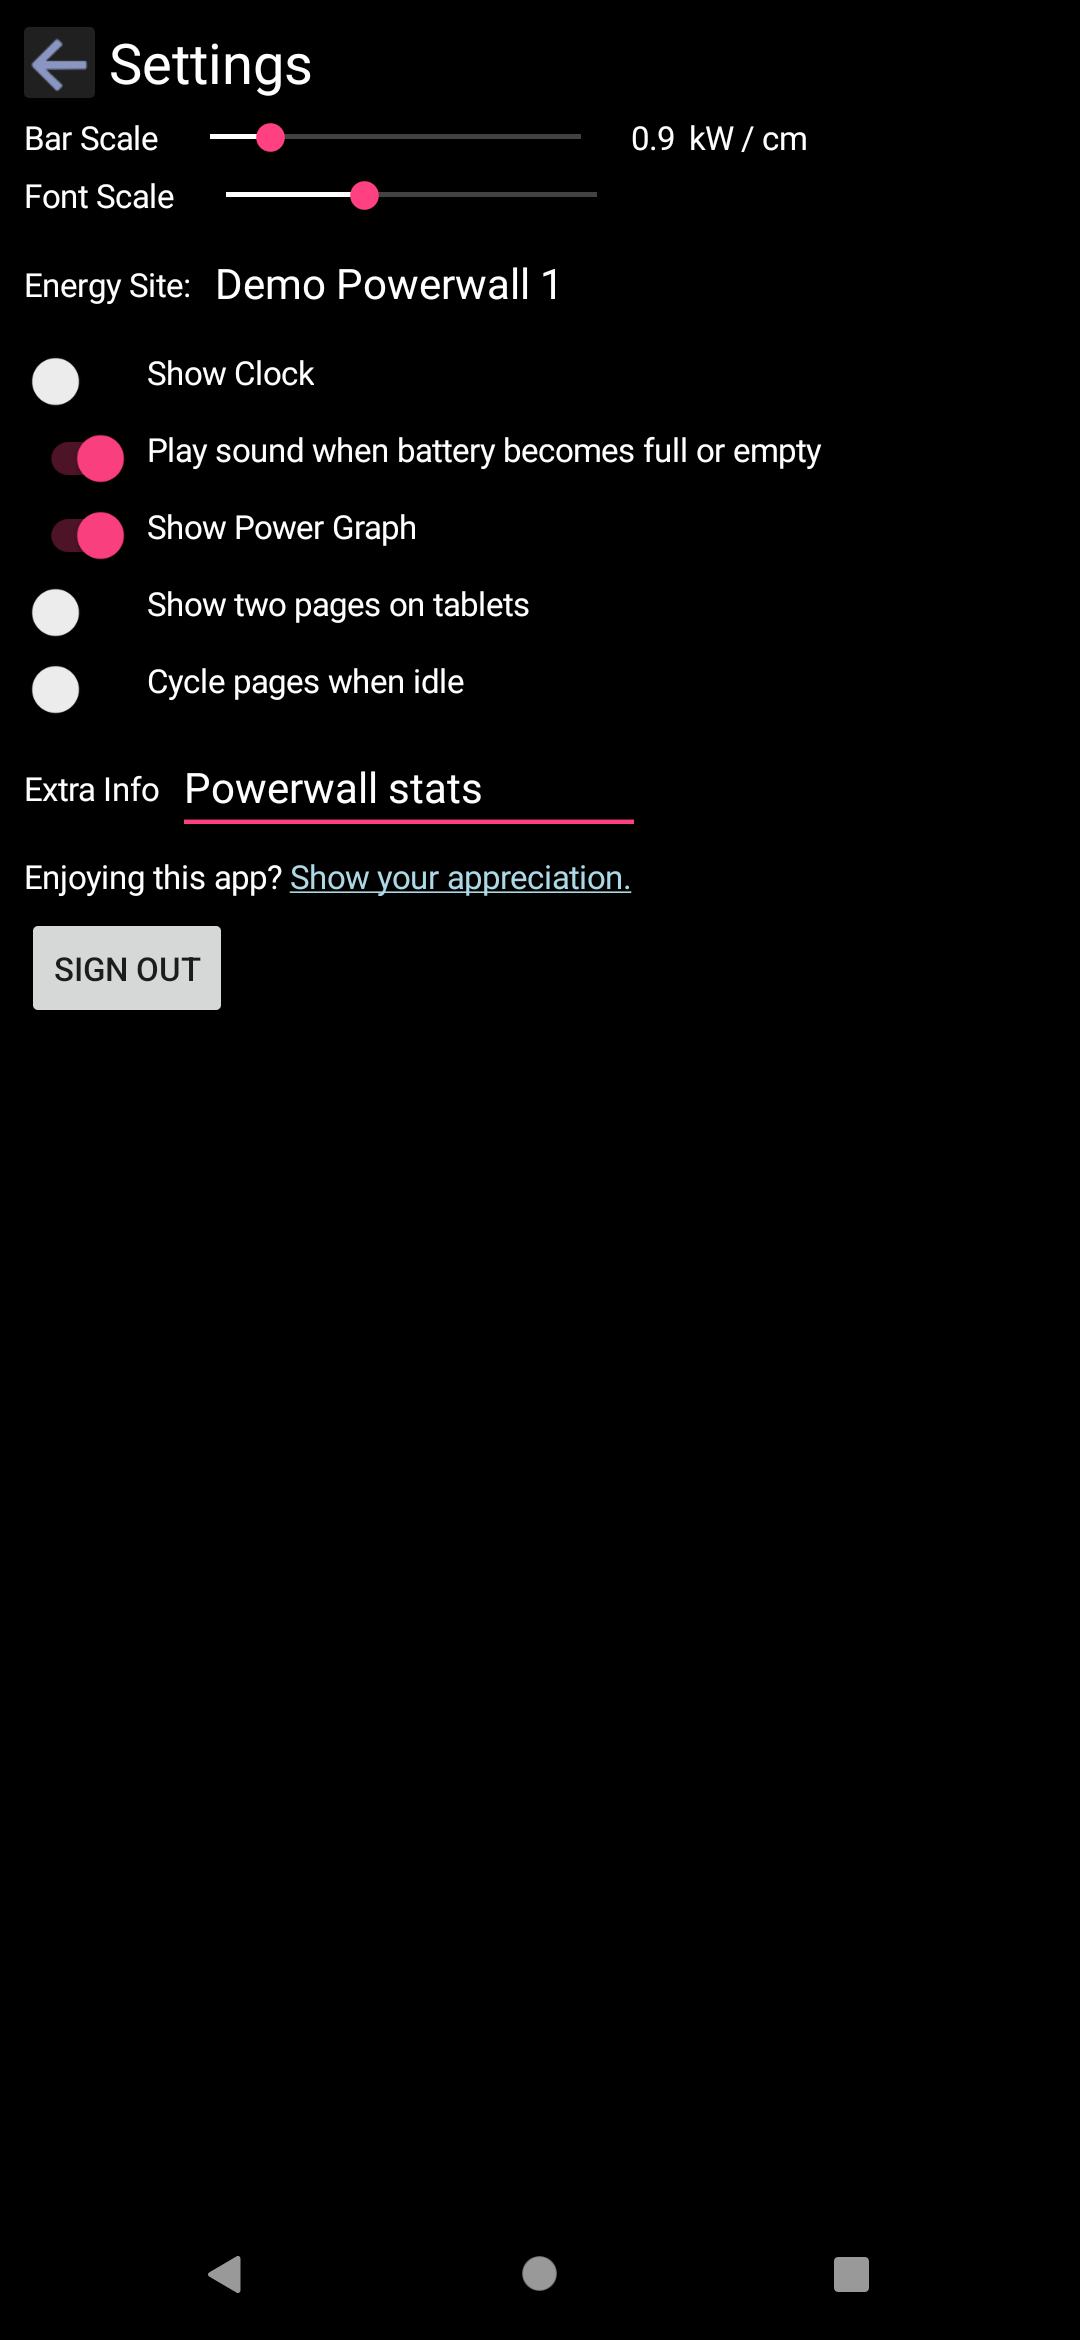 Settings
Bar Scale 0.9 kW / cm
Font Scale
Energy Site: Demo Powerwall 1
Show Clock
Play sound when battery becomes full or empty
Show Power Graph
Show two pages on tablets
Cycle pages when idle
Extra Info Powerwall stats
Enjoying this app? Show your appreciation.
SIGN OUT